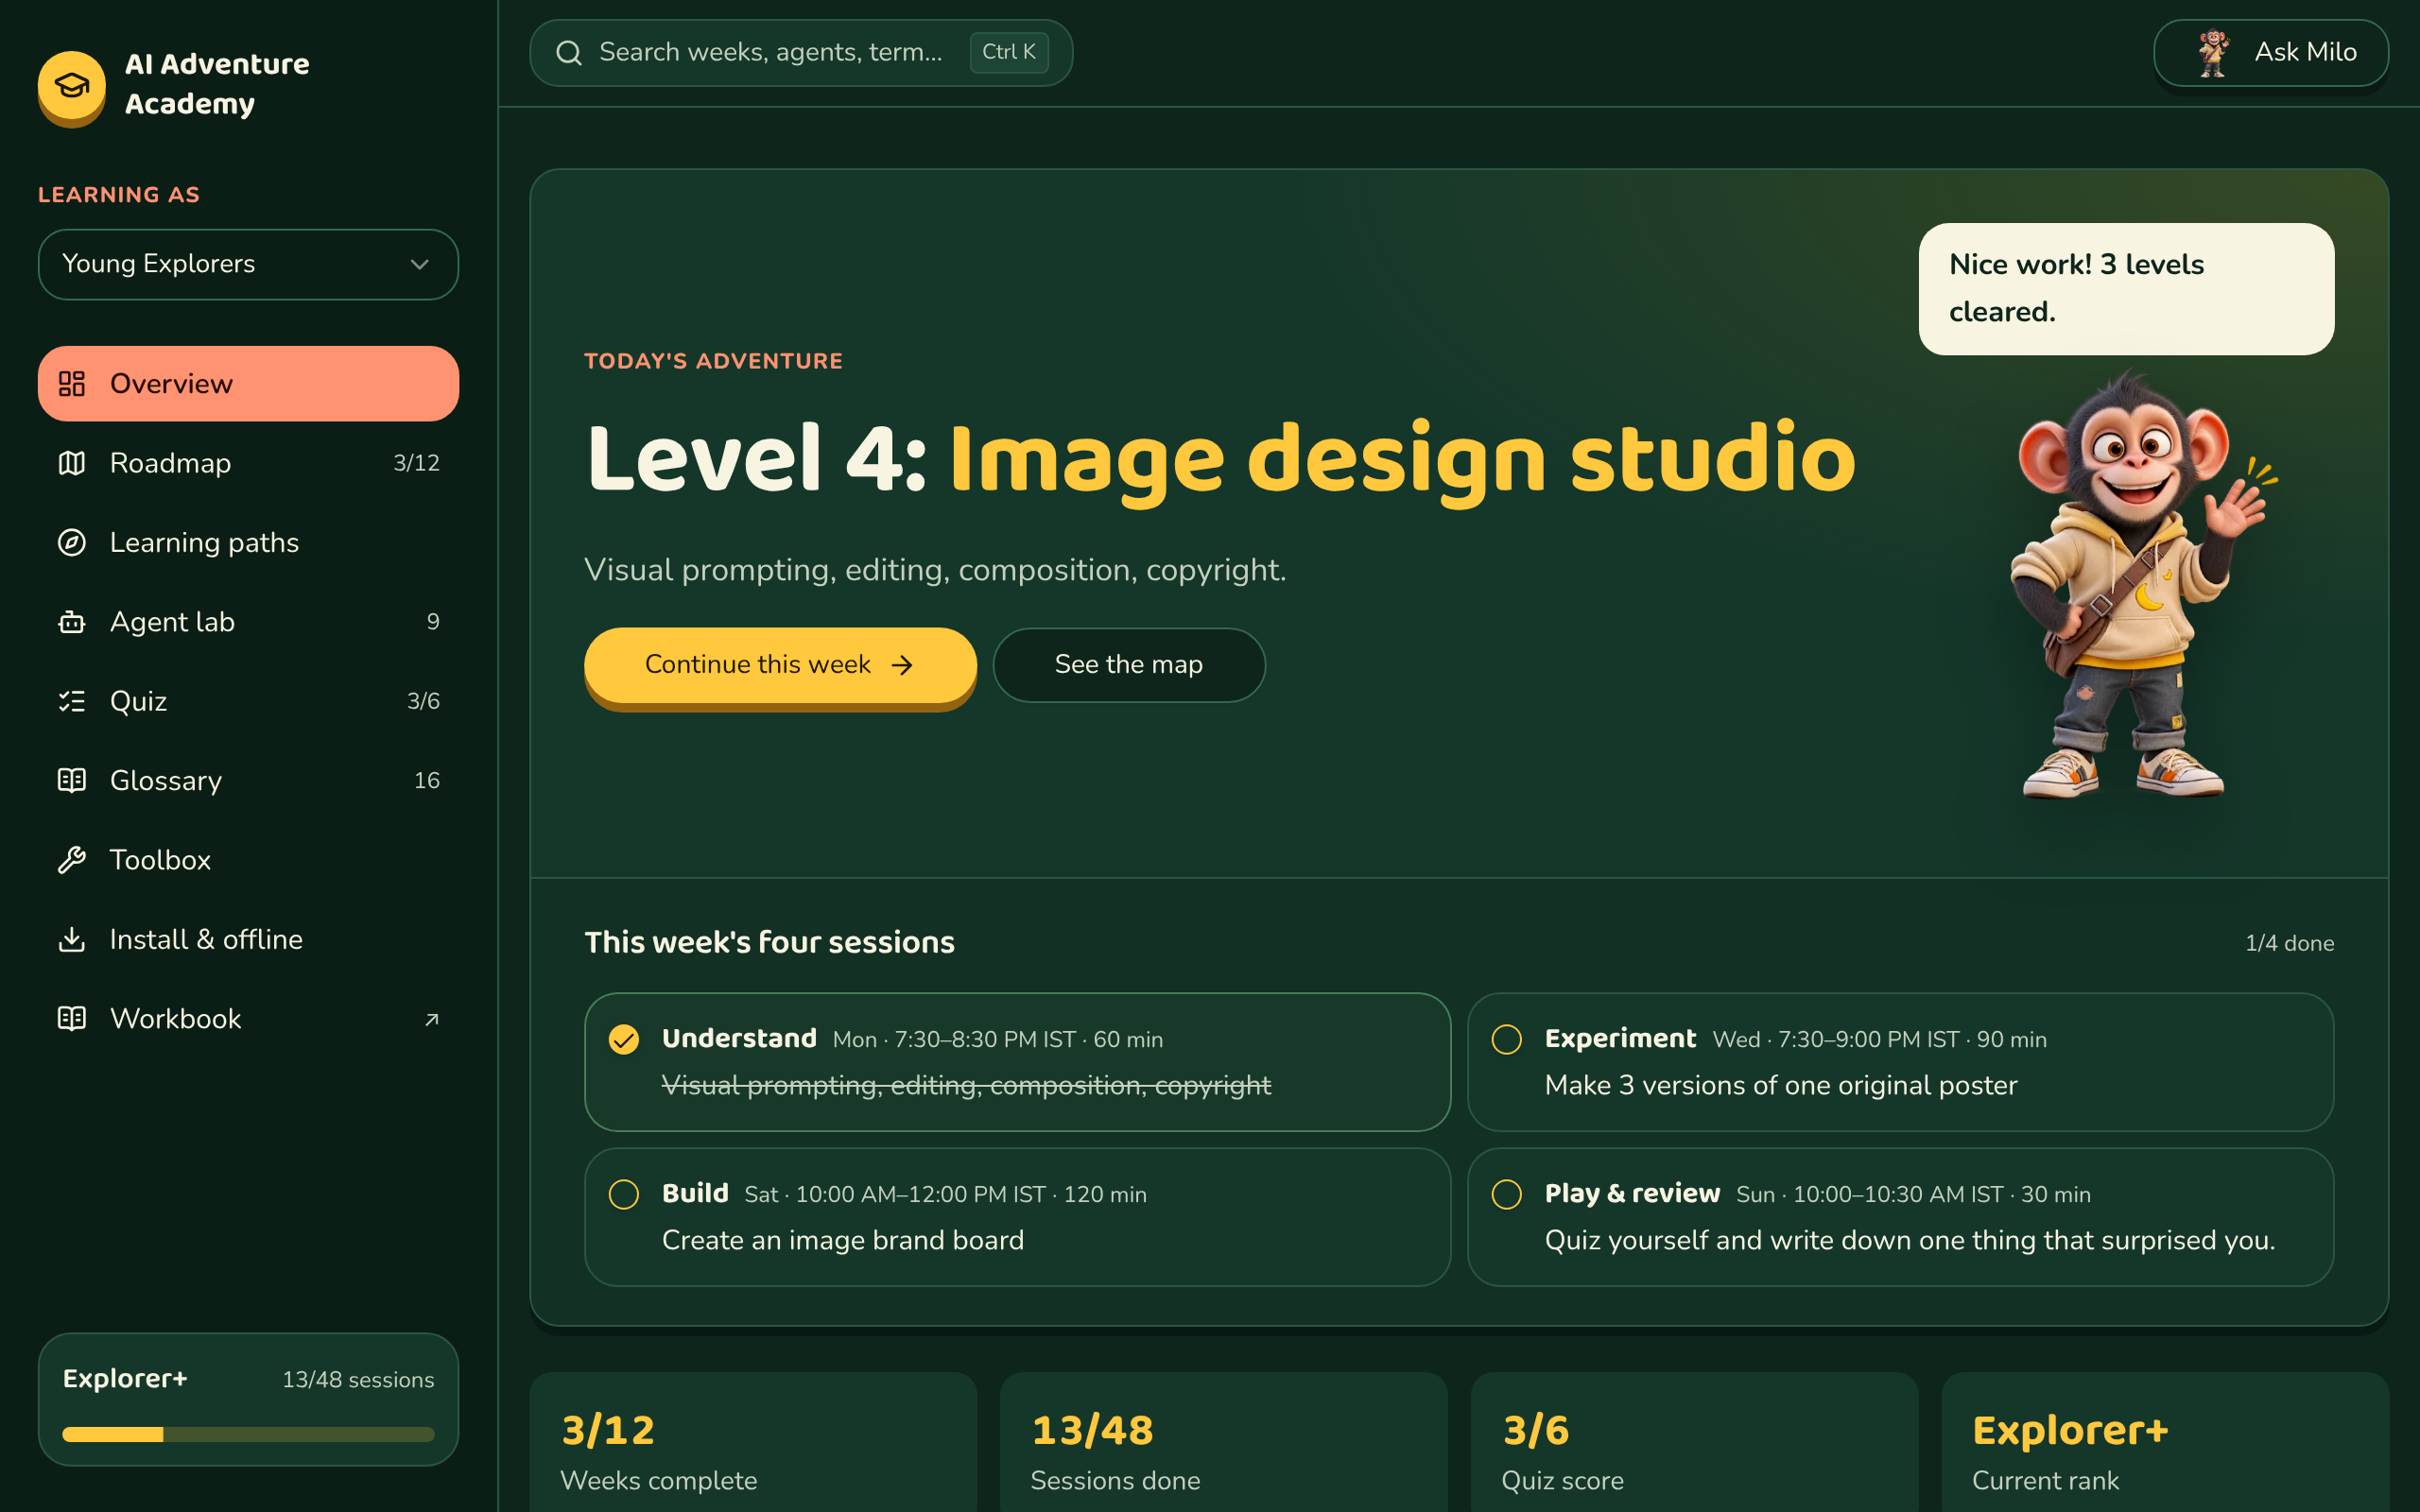 AI Adventure
Academy
LEARNING AS
Young Explorers
Overview
Roadmap 3/12
Learning paths
Agent lab 9
Quiz 3/6
Glossary 16
Toolbox
Install & offline
Workbook
Explorer+ 13/48 sessions
Search weeks, agents, term... Ctrl K
Ask Milo
Nice work! 3 levels
cleared.
TODAY'S ADVENTURE
Level 4: Image design studio
Visual prompting, editing, composition, copyright.
Continue this week
See the map
This week's four sessions 1/4 done
Understand Mon · 7:30–8:30 PM IST · 60 min
Visual prompting, editing, composition, copyright
Experiment Wed · 7:30–9:00 PM IST · 90 min
Make 3 versions of one original poster
Build Sat · 10:00 AM–12:00 PM IST · 120 min
Create an image brand board
Play & review Sun · 10:00–10:30 AM IST · 30 min
Quiz yourself and write down one thing that surprised you.
3/12
Weeks complete
13/48
Sessions done
3/6
Quiz score
Explorer+
Current rank